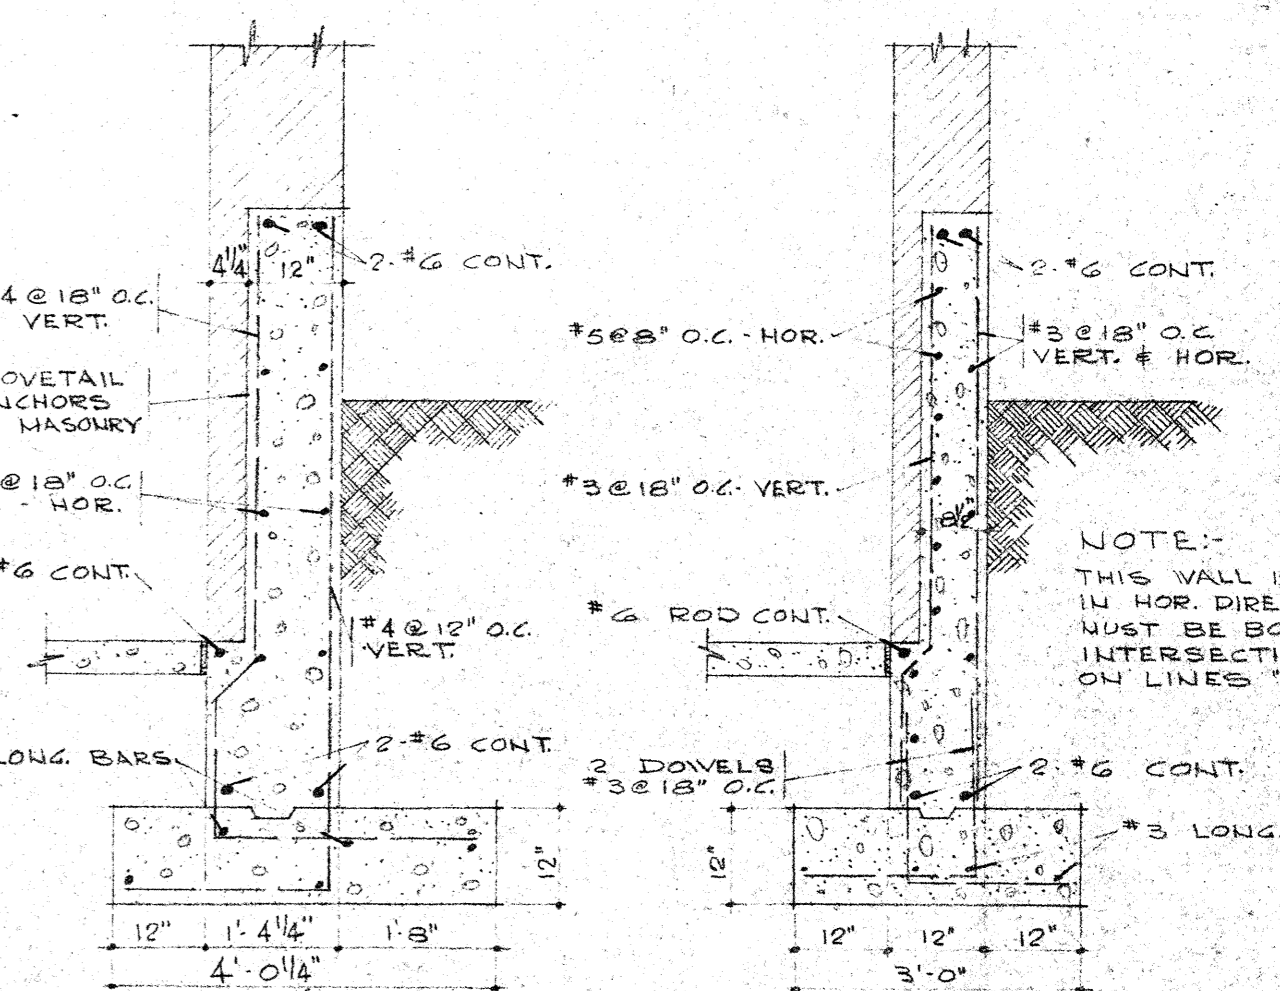 4¼"
12"
2-#6 CONT.
4 @ 18" O.C.
VERT.
OVETAIL
NCHORS
MASONRY
@ 18" O.C.
- HOR.
#6 CONT.
#4 @ 12" O.C.
VERT.
LONG. BARS
2-#6 CONT.
12"
12"
1'-4¼"
1'-8"
4'-0¼"
2-#6 CONT.
#5@8" O.C. - HOR.
#3 @ 18" O.C.
VERT. & HOR.
#3 @ 18" O.C.- VERT.
8½"
NOTE:-
THIS WALL I
IN HOR. DIRE
MUST BE BO
INTERSECTI
ON LINES "
#6 ROD CONT.
2 DOWELS
#3@18" O.C.
2-#6 CONT.
#3 LONG
12"
12"
12"
12"
3'-0"